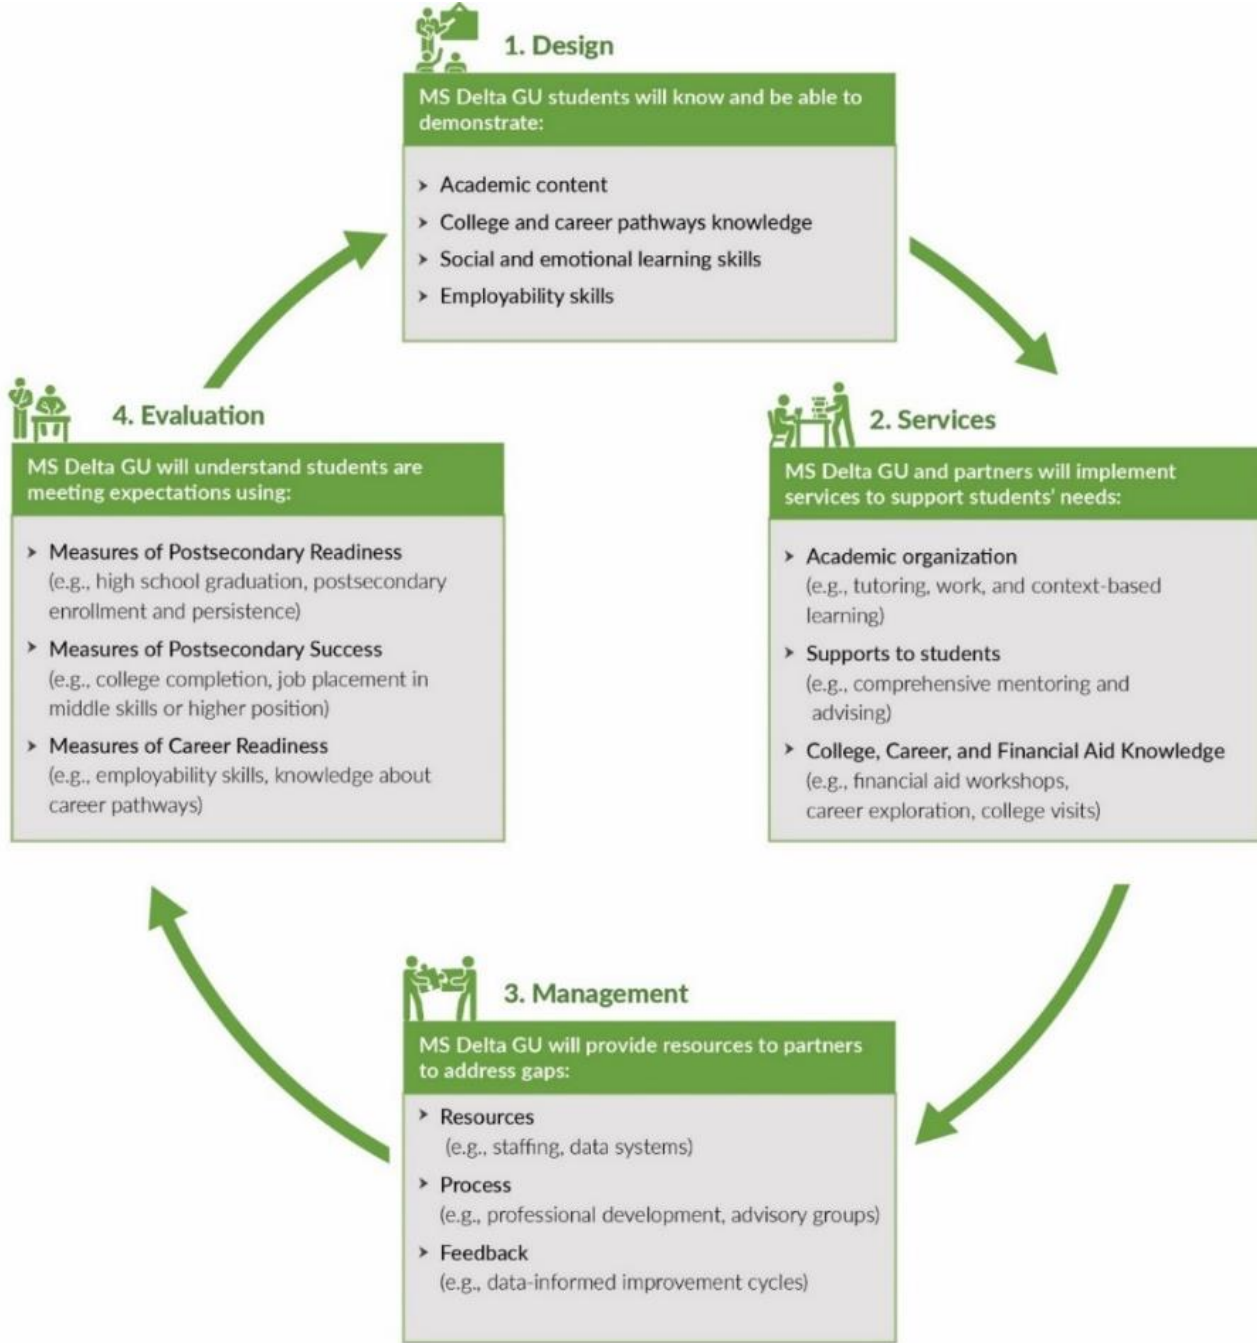 1. Design
MS Delta GU students will know and be able to
demonstrate:
➤ Academic content
➤ College and career pathways knowledge
➤ Social and emotional learning skills
➤ Employability skills
2. Services
MS Delta GU and partners will implement
services to support students' needs:
➤ Academic organization
(e.g., tutoring, work, and context-based
learning)
➤ Supports to students
(e.g., comprehensive mentoring and
advising)
➤ College, Career, and Financial Aid Knowledge
(e.g., financial aid workshops,
career exploration, college visits)
3. Management
MS Delta GU will provide resources to partners
to address gaps:
➤ Resources
(e.g., staffing, data systems)
➤ Process
(e.g., professional development, advisory groups)
➤ Feedback
(e.g., data-informed improvement cycles)
4. Evaluation
MS Delta GU will understand students are
meeting expectations using:
➤ Measures of Postsecondary Readiness
(e.g., high school graduation, postsecondary
enrollment and persistence)
➤ Measures of Postsecondary Success
(e.g., college completion, job placement in
middle skills or higher position)
➤ Measures of Career Readiness
(e.g., employability skills, knowledge about
career pathways)